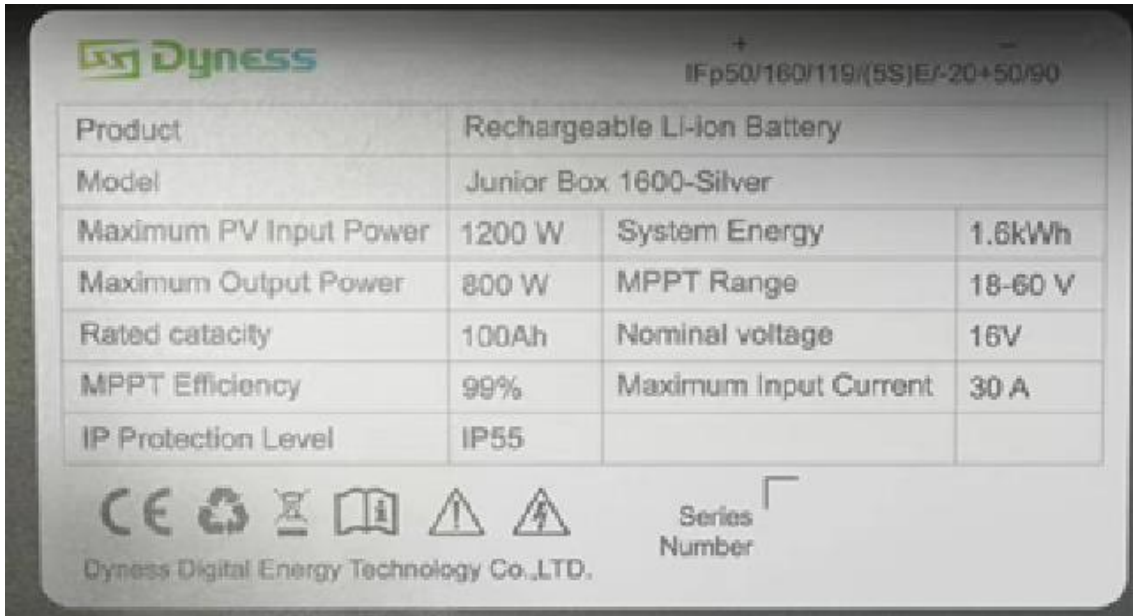 Dyness
+ −
IFp50/160/119/(5S)E/-20+50/90
Product Rechargeable Li-ion Battery
Model Junior Box 1600-Silver
Maximum PV Input Power 1200 W System Energy 1.6kWh
Maximum Output Power 800 W MPPT Range 18-60 V
Rated catacity 100Ah Nominal voltage 16V
MPPT Efficiency 99% Maximum Input Current 30 A
IP Protection Level IP55
CE
Series
Number
Dyness Digital Energy Technology Co.,LTD.